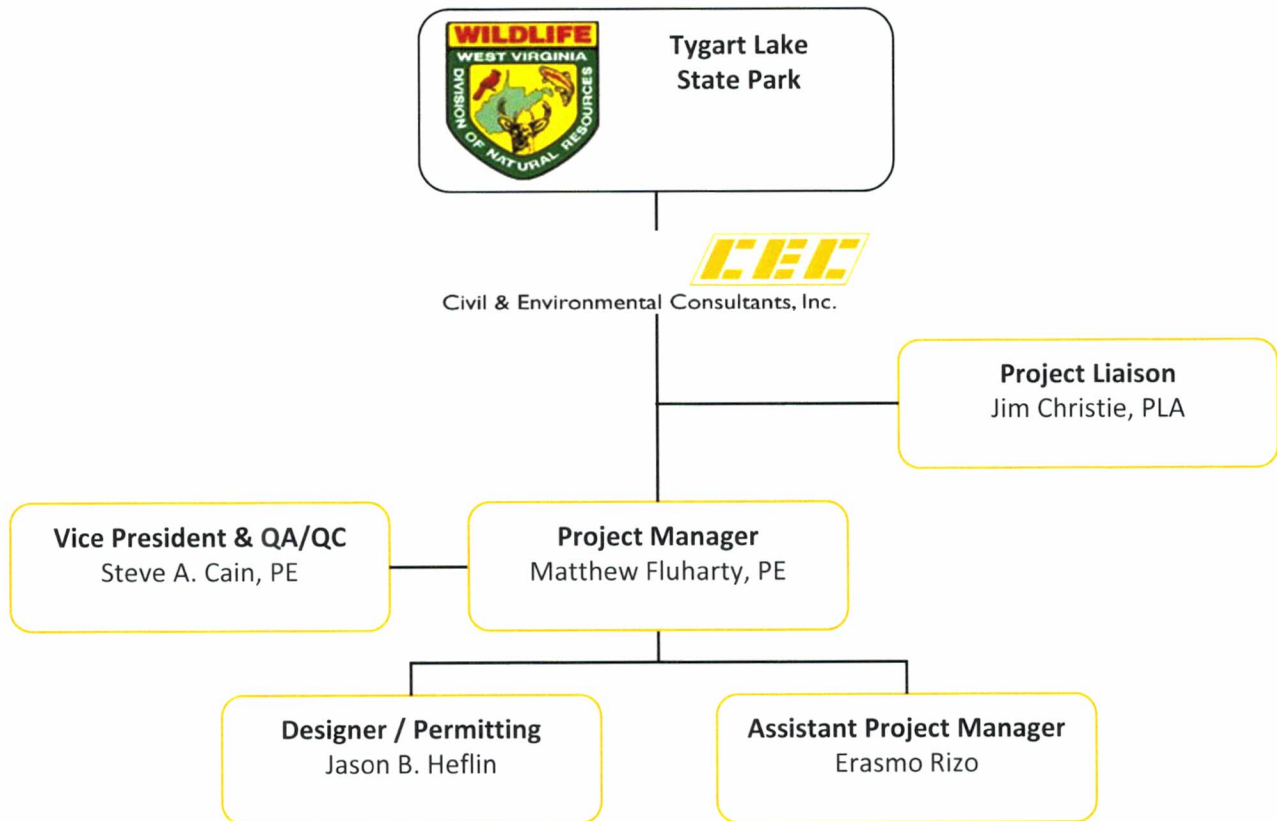 WILDLIFE
WEST VIRGINIA
DIVISION OF NATURAL RESOURCES
Tygart Lake
State Park
CEC
Civil & Environmental Consultants, Inc.
Project Liaison
Jim Christie, PLA
Vice President & QA/QC
Steve A. Cain, PE
Project Manager
Matthew Fluharty, PE
Designer / Permitting
Jason B. Heflin
Assistant Project Manager
Erasmo Rizo